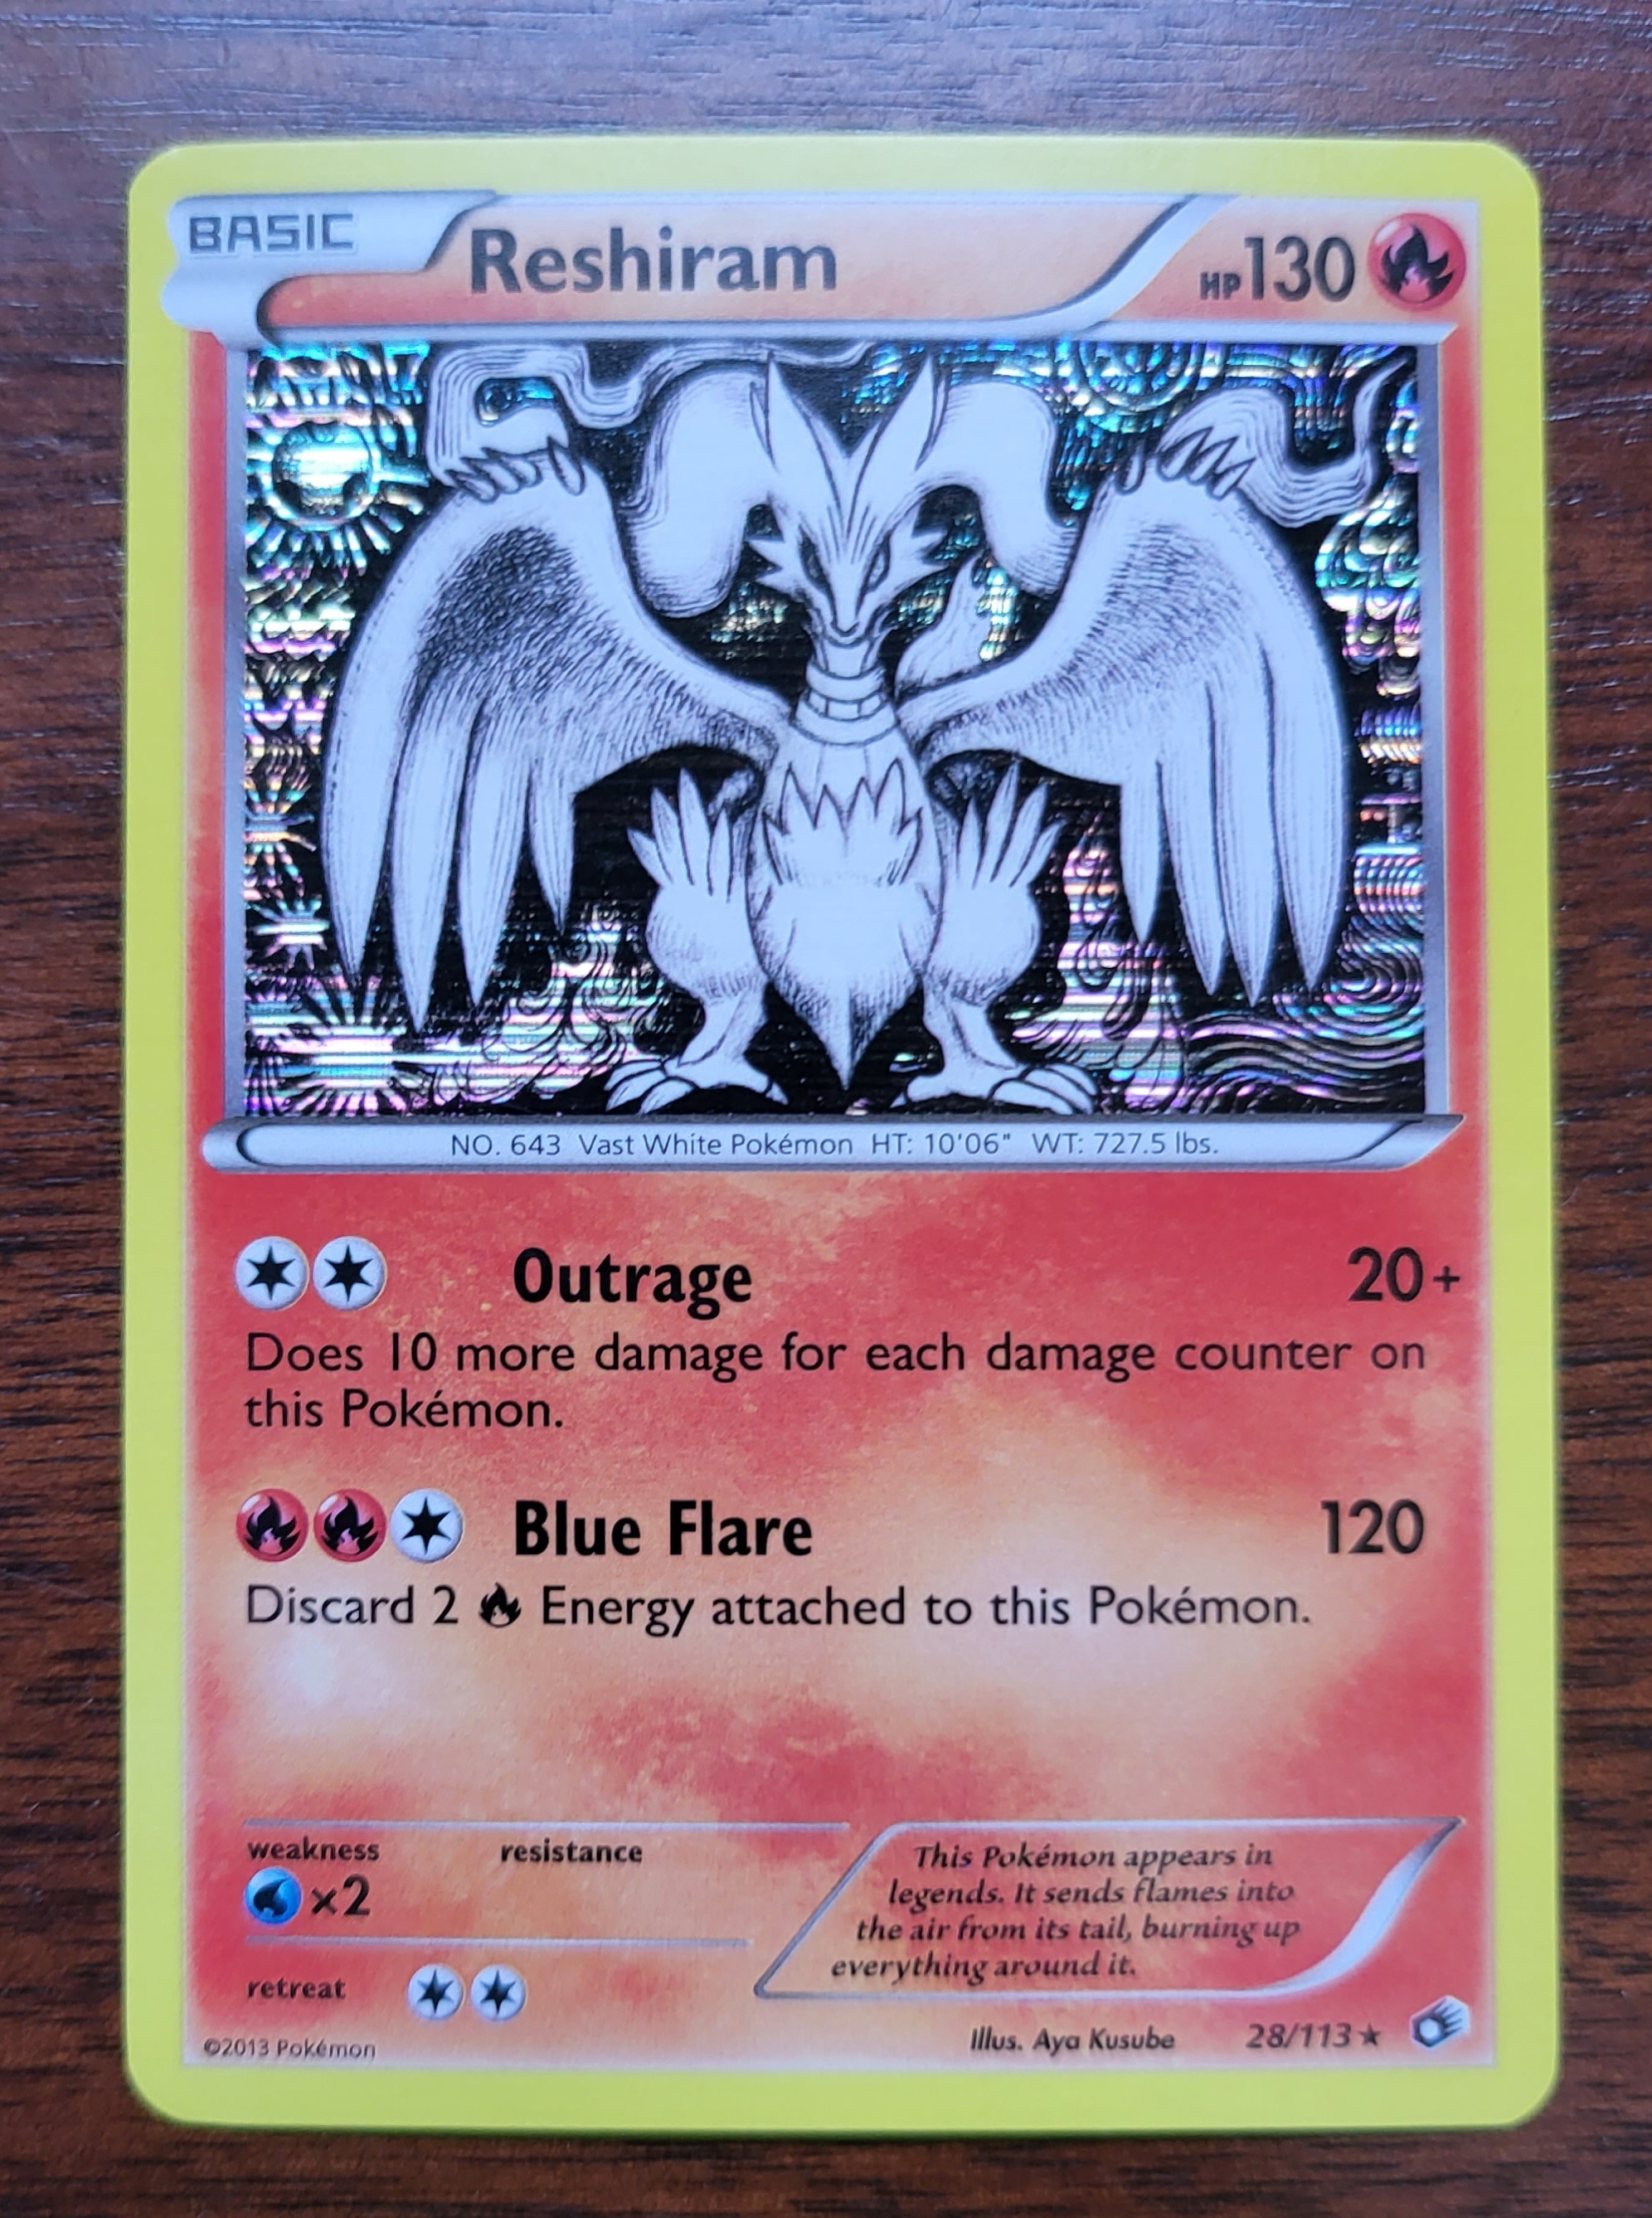 BASIC Reshiram HP130
NO. 643 Vast White Pokémon HT: 10'06" WT: 727.5 lbs.
Outrage 20+
Does 10 more damage for each damage counter on
this Pokémon.
Blue Flare 120
Discard 2 Energy attached to this Pokémon.
weakness resistance
×2
retreat
This Pokémon appears in
legends. It sends flames into
the air from its tail, burning up
everything around it.
©2013 Pokémon
Illus. Aya Kusube 28/113★